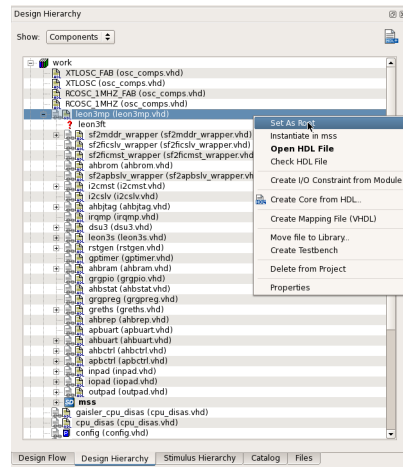 Design Hierarchy
Show: Components
work
XTLOSC_FAB (osc_comps.vhd)
XTLOSC (osc_comps.vhd)
RCOSC_1MHZ_FAB (osc_comps.vhd)
RCOSC_1MHZ (osc_comps.vhd)
leon3mp (leon3mp.vhd)
? leon3ft
sf2mddr_wrapper (sf2mddr_wrapper.vhd)
sf2ficslv_wrapper (sf2ficslv_wrapper.vhd)
sf2ficmst_wrapper (sf2ficmst_wrapper.vhd
ahbrom (ahbrom.vhd)
sf2apbslv_wrapper (sf2apbslv_wrapper.vh
i2cmst (i2cmst.vhd)
i2cslv (i2cslv.vhd)
ahbjtag (ahbjtag.vhd)
irqmp (irqmp.vhd)
dsu3 (dsu3.vhd)
leon3s (leon3s.vhd)
rstgen (rstgen.vhd)
gptimer (gptimer.vhd)
ahbram (ahbram.vhd)
grgpio (grgpio.vhd)
ahbstat (ahbstat.vhd)
grgpreg (grgpreg.vhd)
greths (greths.vhd)
ahbrep (ahbrep.vhd)
apbuart (apbuart.vhd)
ahbuart (ahbuart.vhd)
ahbctrl (ahbctrl.vhd)
apbctrl (apbctrl.vhd)
inpad (inpad.vhd)
iopad (iopad.vhd)
outpad (outpad.vhd)
mss
gaisler_cpu_disas (cpu_disas.vhd)
cpu_disas (cpu_disas.vhd)
config (config.vhd)
Set As Root
Instantiate in mss
Open HDL File
Check HDL File
Create I/O Constraint from Module
Create Core from HDL...
Create Mapping File (VHDL)
Move file to Library...
Create Testbench
Delete from Project
Properties
Design Flow Design Hierarchy Stimulus Hierarchy Catalog Files